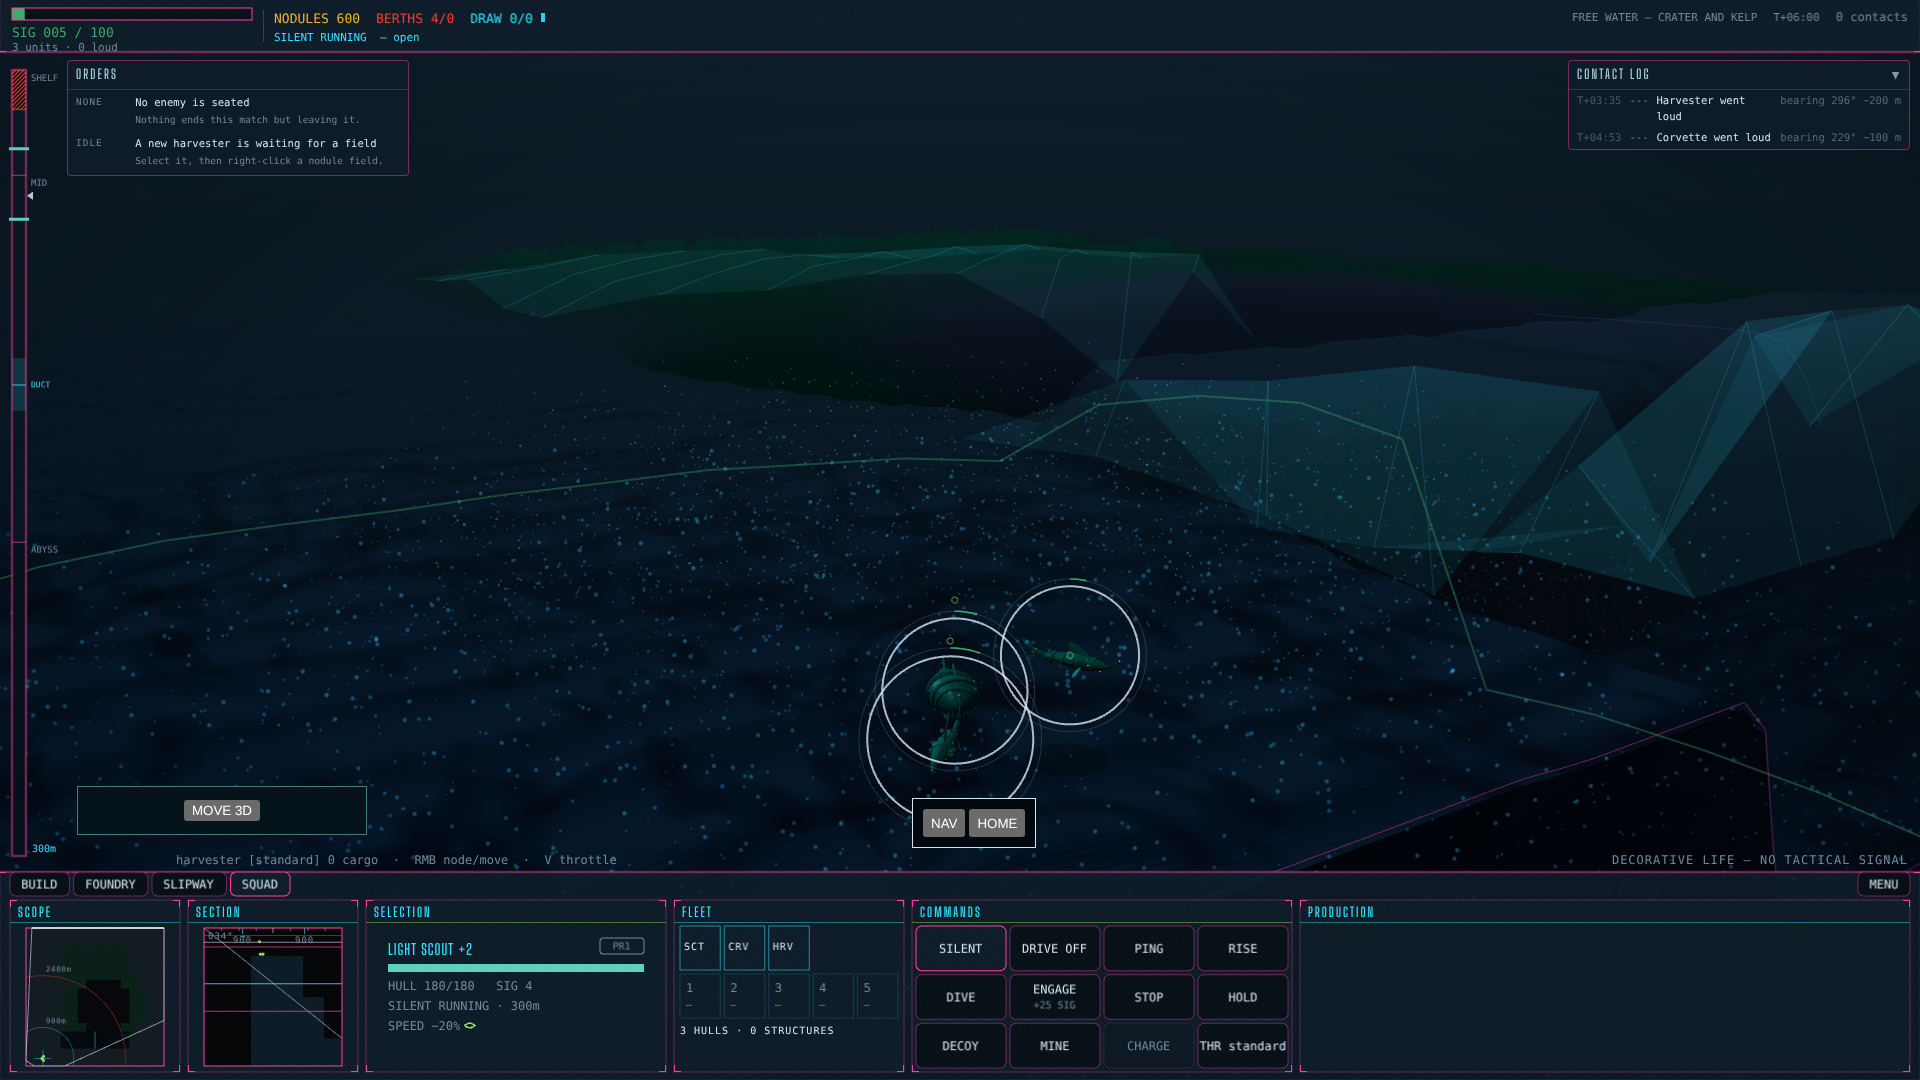 SIG 005 / 100
3 units · 0 loud
NODULES 600 BERTHS 4/0 DRAW 0/0
SILENT RUNNING — open
FREE WATER — CRATER AND KELP T+06:00 0 contacts
SHELF
MID
DUCT
ABYSS
300m
ORDERS
NONE No enemy is seated
Nothing ends this match but leaving it.
IDLE A new harvester is waiting for a field
Select it, then right-click a nodule field.
CONTACT LOG ▼
T+03:35 --- Harvester went loud bearing 296° ~200 m
T+04:53 --- Corvette went loud bearing 229° ~100 m
MOVE 3D
NAV HOME
harvester [standard] 0 cargo · RMB node/move · V throttle
DECORATIVE LIFE — NO TACTICAL SIGNAL
BUILD FOUNDRY SLIPWAY SQUAD
MENU
SCOPE
2400m
900m
SECTION
034°
900 900
SELECTION
LIGHT SCOUT +2 PR1
HULL 180/180 SIG 4
SILENT RUNNING · 300m
SPEED −20%
FLEET
SCT CRV HRV
1 2 3 4 5
— — — — —
3 HULLS · 0 STRUCTURES
COMMANDS
SILENT DRIVE OFF PING RISE
DIVE ENGAGE STOP HOLD
+25 SIG
DECOY MINE CHARGE THR standard
PRODUCTION